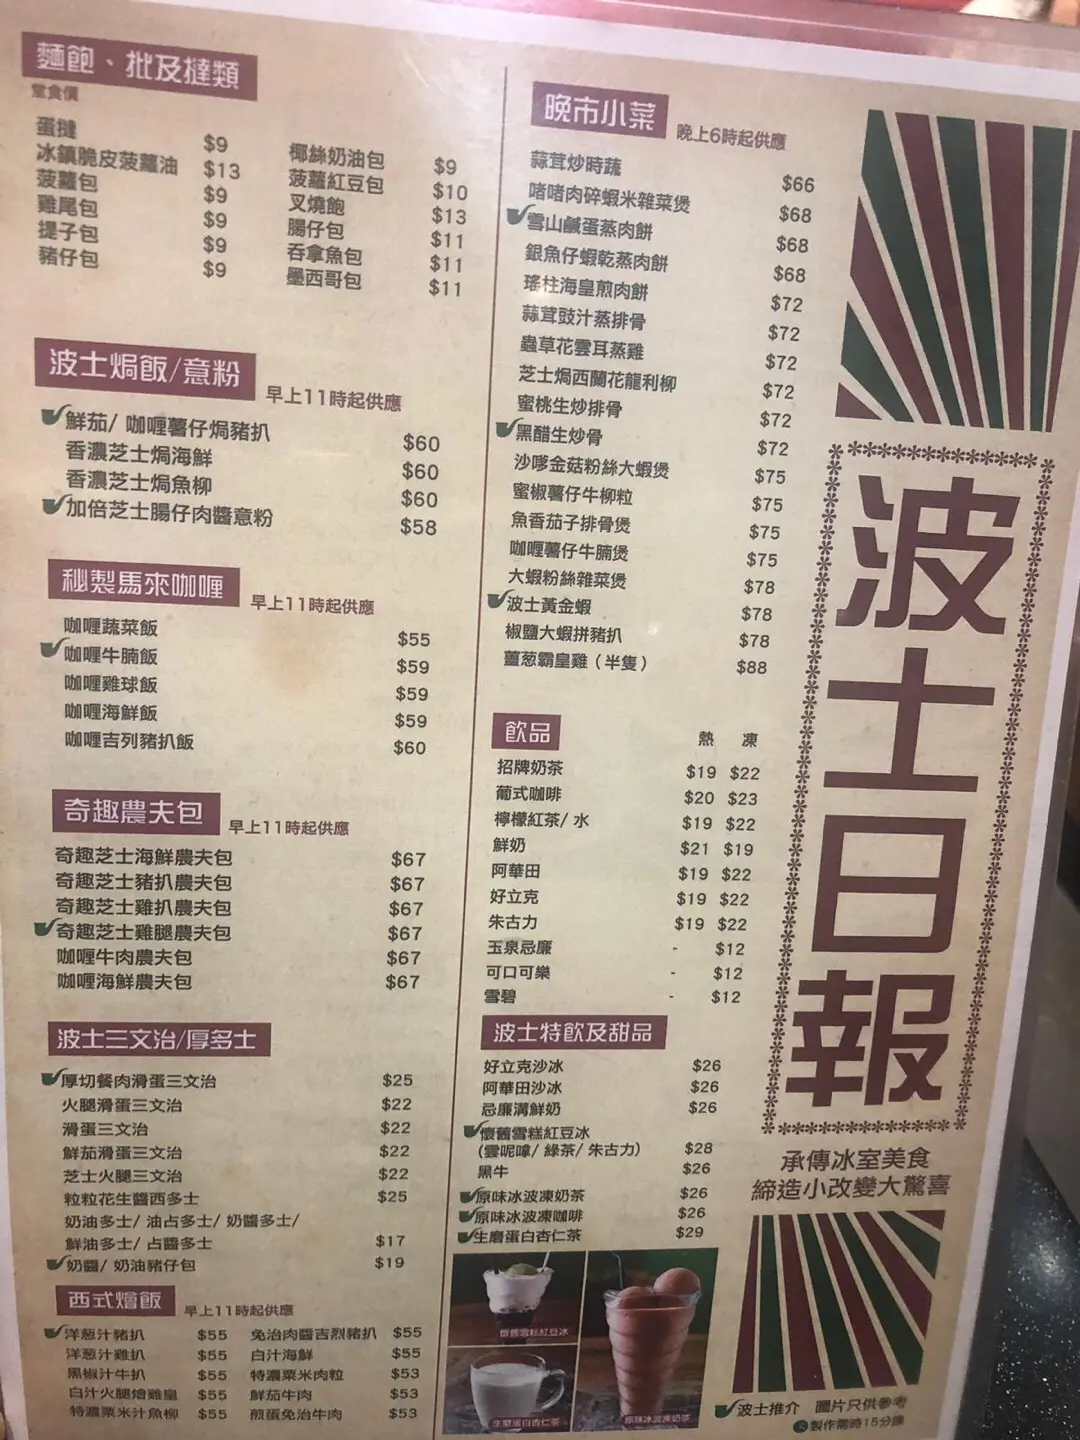 麵飽、批及撻類
堂食價
蛋撻 $9
冰鎮脆皮菠蘿油 $13
菠蘿包 $9
雞尾包 $9
提子包 $9
豬仔包 $9
椰絲奶油包 $9
菠蘿紅豆包 $10
叉燒飽 $13
腸仔包 $11
吞拿魚包 $11
墨西哥包 $11
波士焗飯/意粉 早上11時起供應
鮮茄/ 咖喱薯仔焗豬扒 $60
香濃芝士焗海鮮 $60
香濃芝士焗魚柳 $60
加倍芝士腸仔肉醬意粉 $58
秘製馬來咖喱 早上11時起供應
咖喱蔬菜飯 $55
咖喱牛腩飯 $59
咖喱雞球飯 $59
咖喱海鮮飯 $59
咖喱吉列豬扒飯 $60
奇趣農夫包 早上11時起供應
奇趣芝士海鮮農夫包 $67
奇趣芝士豬扒農夫包 $67
奇趣芝士雞扒農夫包 $67
奇趣芝士雞腿農夫包 $67
咖喱牛肉農夫包 $67
咖喱海鮮農夫包 $67
波士三文治/厚多士
厚切餐肉滑蛋三文治 $25
火腿滑蛋三文治 $22
滑蛋三文治 $22
鮮茄滑蛋三文治 $22
芝士火腿三文治 $22
粒粒花生醬西多士 $25
奶油多士/ 油占多士/ 奶醬多士/
鮮油多士/ 占醬多士 $17
奶醬/ 奶油豬仔包 $19
西式燴飯 早上11時起供應
洋葱汁豬扒 $55
洋葱汁雞扒 $55
黑椒汁牛扒 $55
白汁火腿燴雞皇 $55
特濃粟米汁魚柳 $55
免治肉醬吉烈豬扒 $55
白汁海鮮 $55
特濃粟米肉粒 $53
鮮茄牛肉 $53
煎蛋免治牛肉 $53
晚市小菜 晚上6時起供應
蒜茸炒時蔬 $66
啫啫肉碎蝦米雜菜煲 $68
雪山鹹蛋蒸肉餅 $68
銀魚仔蝦乾蒸肉餅 $68
瑤柱海皇煎肉餅 $72
蒜茸豉汁蒸排骨 $72
蟲草花雲耳蒸雞 $72
芝士焗西蘭花龍利柳 $72
蜜桃生炒排骨 $72
黑醋生炒骨 $72
沙嗲金菇粉絲大蝦煲 $75
蜜椒薯仔牛柳粒 $75
魚香茄子排骨煲 $75
咖喱薯仔牛腩煲 $75
大蝦粉絲雜菜煲 $78
波士黃金蝦 $78
椒鹽大蝦拼豬扒 $78
薑葱霸皇雞（半隻） $88
飲品 熱 凍
招牌奶茶 $19 $22
葡式咖啡 $20 $23
檸檬紅茶/ 水 $19 $22
鮮奶 $21 $19
阿華田 $19 $22
好立克 $19 $22
朱古力 $19 $22
玉泉忌廉 - $12
可口可樂 - $12
雪碧 - $12
波士特飲及甜品
好立克沙冰 $26
阿華田沙冰 $26
忌廉溝鮮奶 $26
懷舊雪糕紅豆冰
(雲呢嗱/ 綠茶/ 朱古力) $28
黑牛 $26
原味冰波凍奶茶 $26
原味冰波凍咖啡 $26
生磨蛋白杏仁茶 $29
懷舊雪糕紅豆冰
生磨蛋白杏仁茶
原味冰波凍奶茶
波士日報
承傳冰室美食
締造小改變大驚喜
波士推介 圖片只供參考
製作需時15分鐘